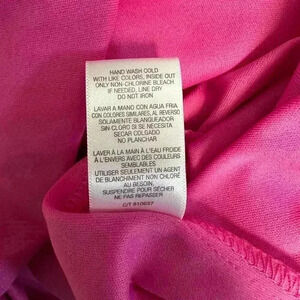 HAND WASH COLD
WITH LIKE COLORS, INSIDE OUT
ONLY NON-CHLORINE BLEACH
IF NEEDED, LINE DRY
DO NOT IRON
LAVAR A MANO CON AGUA FRIA
CON COLORES SIMILARES, AL REVERSO
SOLAMENTE BLANQUEADOR
SIN CLORO SI SE NECESITA
SECAR COLGADO
NO PLANCHAR
LAVER À LA MAIN À L'EAU FROIDE
À L'ENVERS AVEC DES COULEURS
SEMBLABLES
UTILISER SEULEMENT UN AGENT
DE BLANCHIMENT NON CHLORÉ
AU BESOIN,
SUSPENDRE POUR SÉCHER
NE PAS REPASSER
C/T 810637